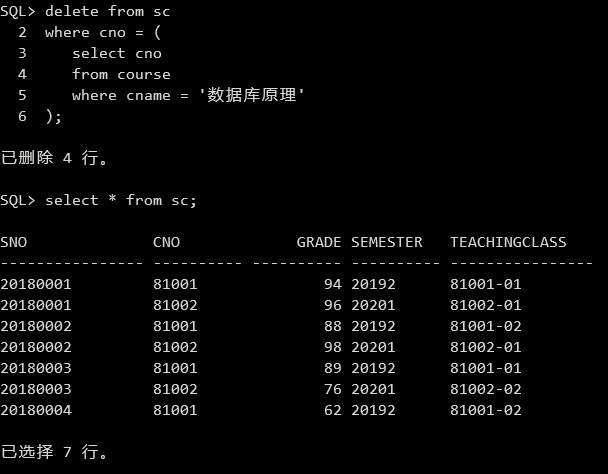 SQL> delete from sc
  2  where cno = (
  3     select cno
  4     from course
  5     where cname = '数据库原理'
  6  );
已删除 4 行。
SQL> select * from sc;
SNO              CNO             GRADE SEMESTER   TEACHINGCLASS
---------------- ---------- ---------- ---------- ----------------
20180001         81001              94 20192      81001-01
20180001         81002              96 20201      81002-01
20180002         81001              88 20192      81001-02
20180002         81002              98 20201      81002-01
20180003         81001              89 20192      81001-01
20180003         81002              76 20201      81002-02
20180004         81001              62 20192      81001-02
已选择 7 行。